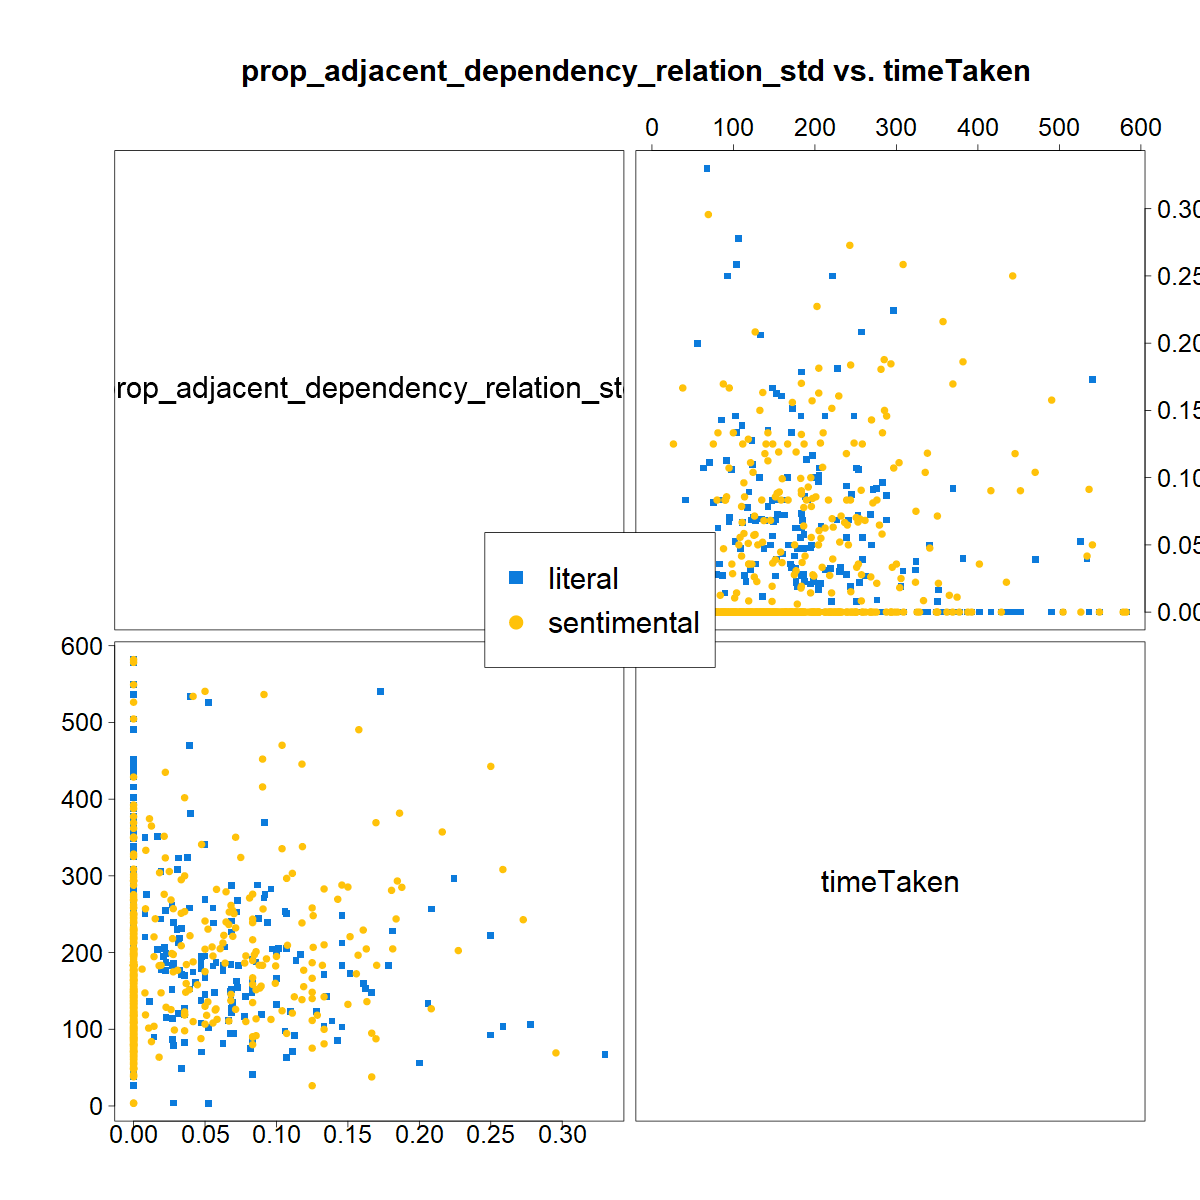 prop_adjacent_dependency_relation_std vs. timeTaken
0 100 200 300 400 500 600
0.30
0.25
0.20
0.15
0.10
0.05
0.00
rop_adjacent_dependency_relation_st
literal
sentimental
600
500
400
300
200
100
0
timeTaken
0.00 0.05 0.10 0.15 0.20 0.25 0.30